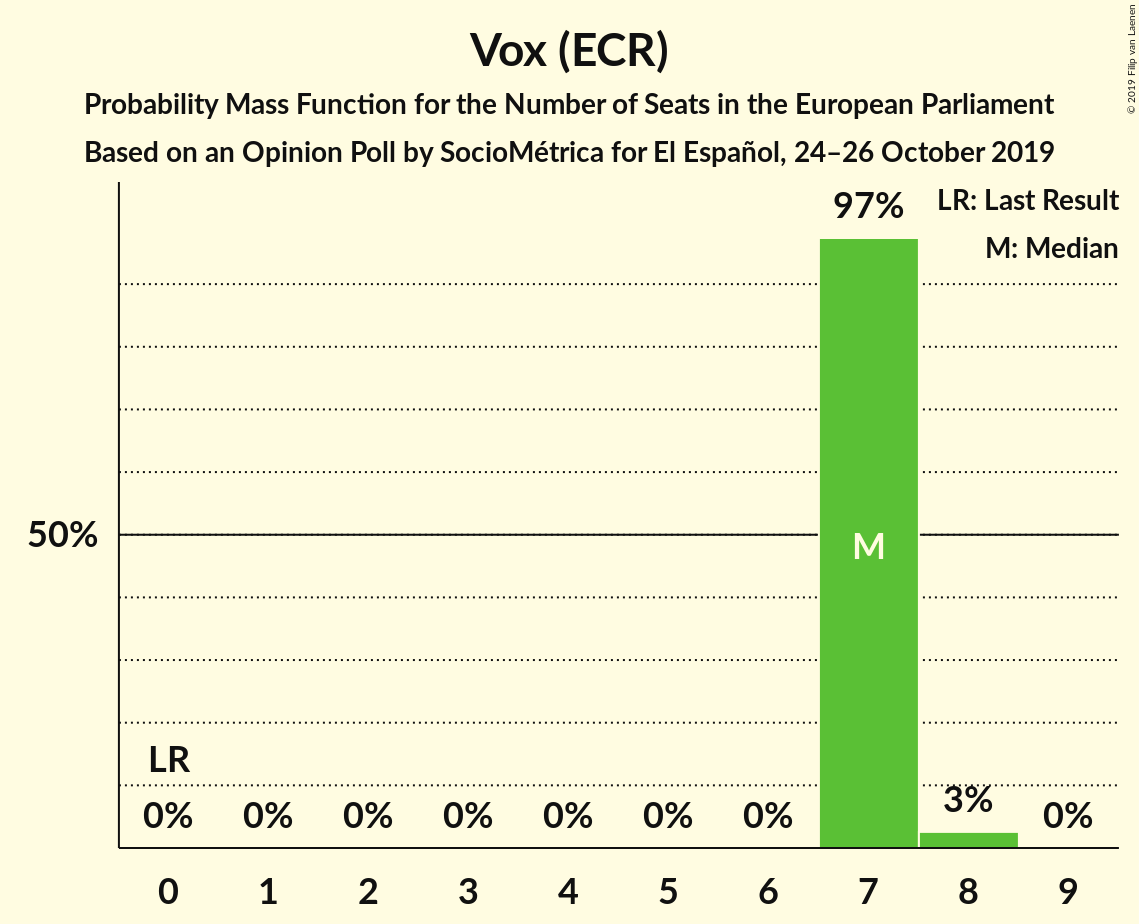 Vox (ECR)
Probability Mass Function for the Number of Seats in the European Parliament
Based on an Opinion Poll by SocioMétrica for El Español, 24–26 October 2019
© 2019 Filip van Laenen
LR: Last Result
M: Median
97%
50%
M
LR
0% 0% 0% 0% 0% 0% 0% 3% 0%
0 1 2 3 4 5 6 7 8 9